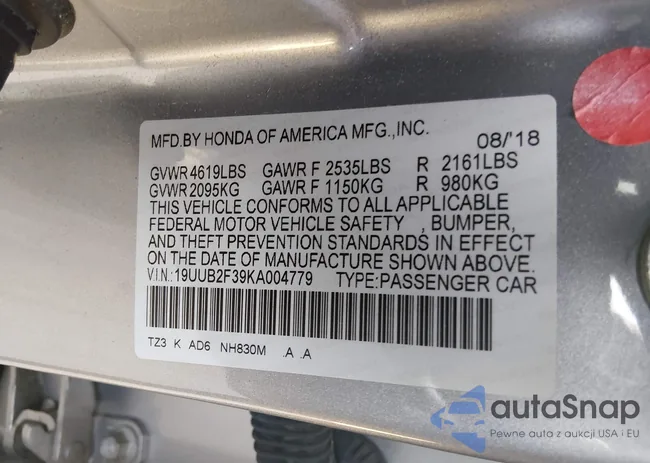 MFD.BY HONDA OF AMERICA MFG.,INC. 08/'18
GVWR 4619LBS GAWR F 2535LBS R 2161LBS
GVWR 2095KG GAWR F 1150KG R 980KG
THIS VEHICLE CONFORMS TO ALL APPLICABLE
FEDERAL MOTOR VEHICLE SAFETY , BUMPER,
AND THEFT PREVENTION STANDARDS IN EFFECT
ON THE DATE OF MANUFACTURE SHOWN ABOVE.
V.I.N.:19UUB2F39KA004779 TYPE:PASSENGER CAR
TZ3 K AD6 NH830M .A .A
autaSnap
Pewne auta z aukcji USA i EU